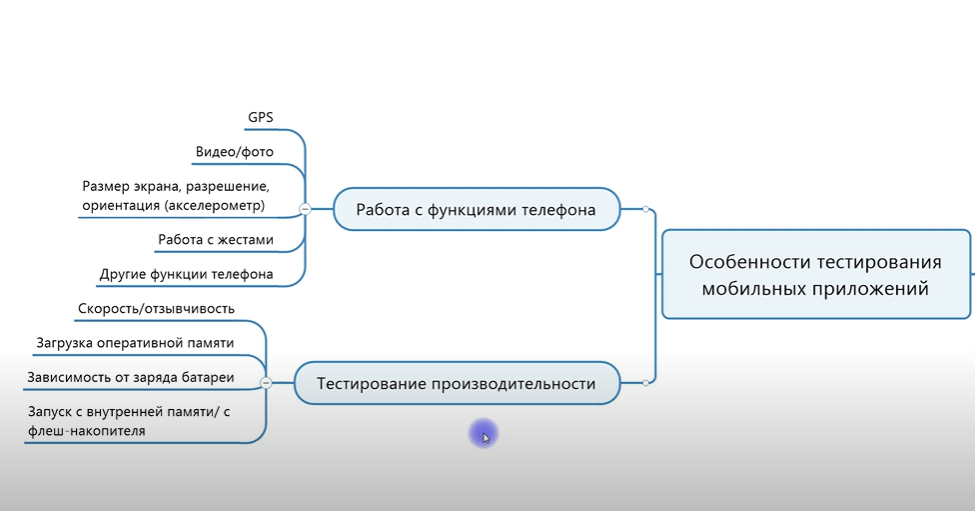 GPS
Видео/фото
Размер экрана, разрешение,
ориентация (акселерометр)
Работа с жестами
Другие функции телефона
Работа с функциями телефона
Скорость/отзывчивость
Загрузка оперативной памяти
Зависимость от заряда батареи
Запуск с внутренней памяти/ с
флеш-накопителя
Тестирование производительности
Особенности тестирования
мобильных приложений